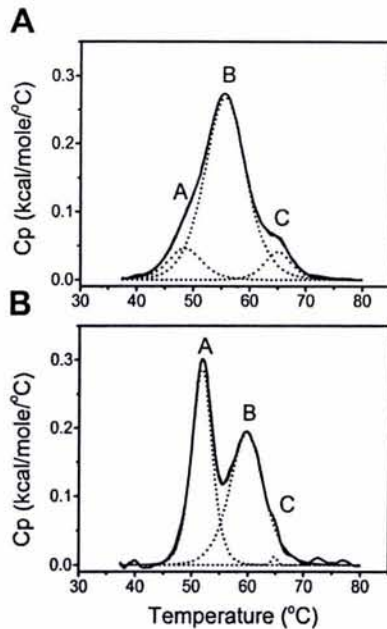 A
Cp (kcal/mole/°C)
0.3
0.2
0.1
0.0
A
B
C
30 40 50 60 70 80
B
Cp (kcal/mole/°C)
0.3
0.2
0.1
0.0
A
B
C
30 40 50 60 70 80
Temperature (°C)